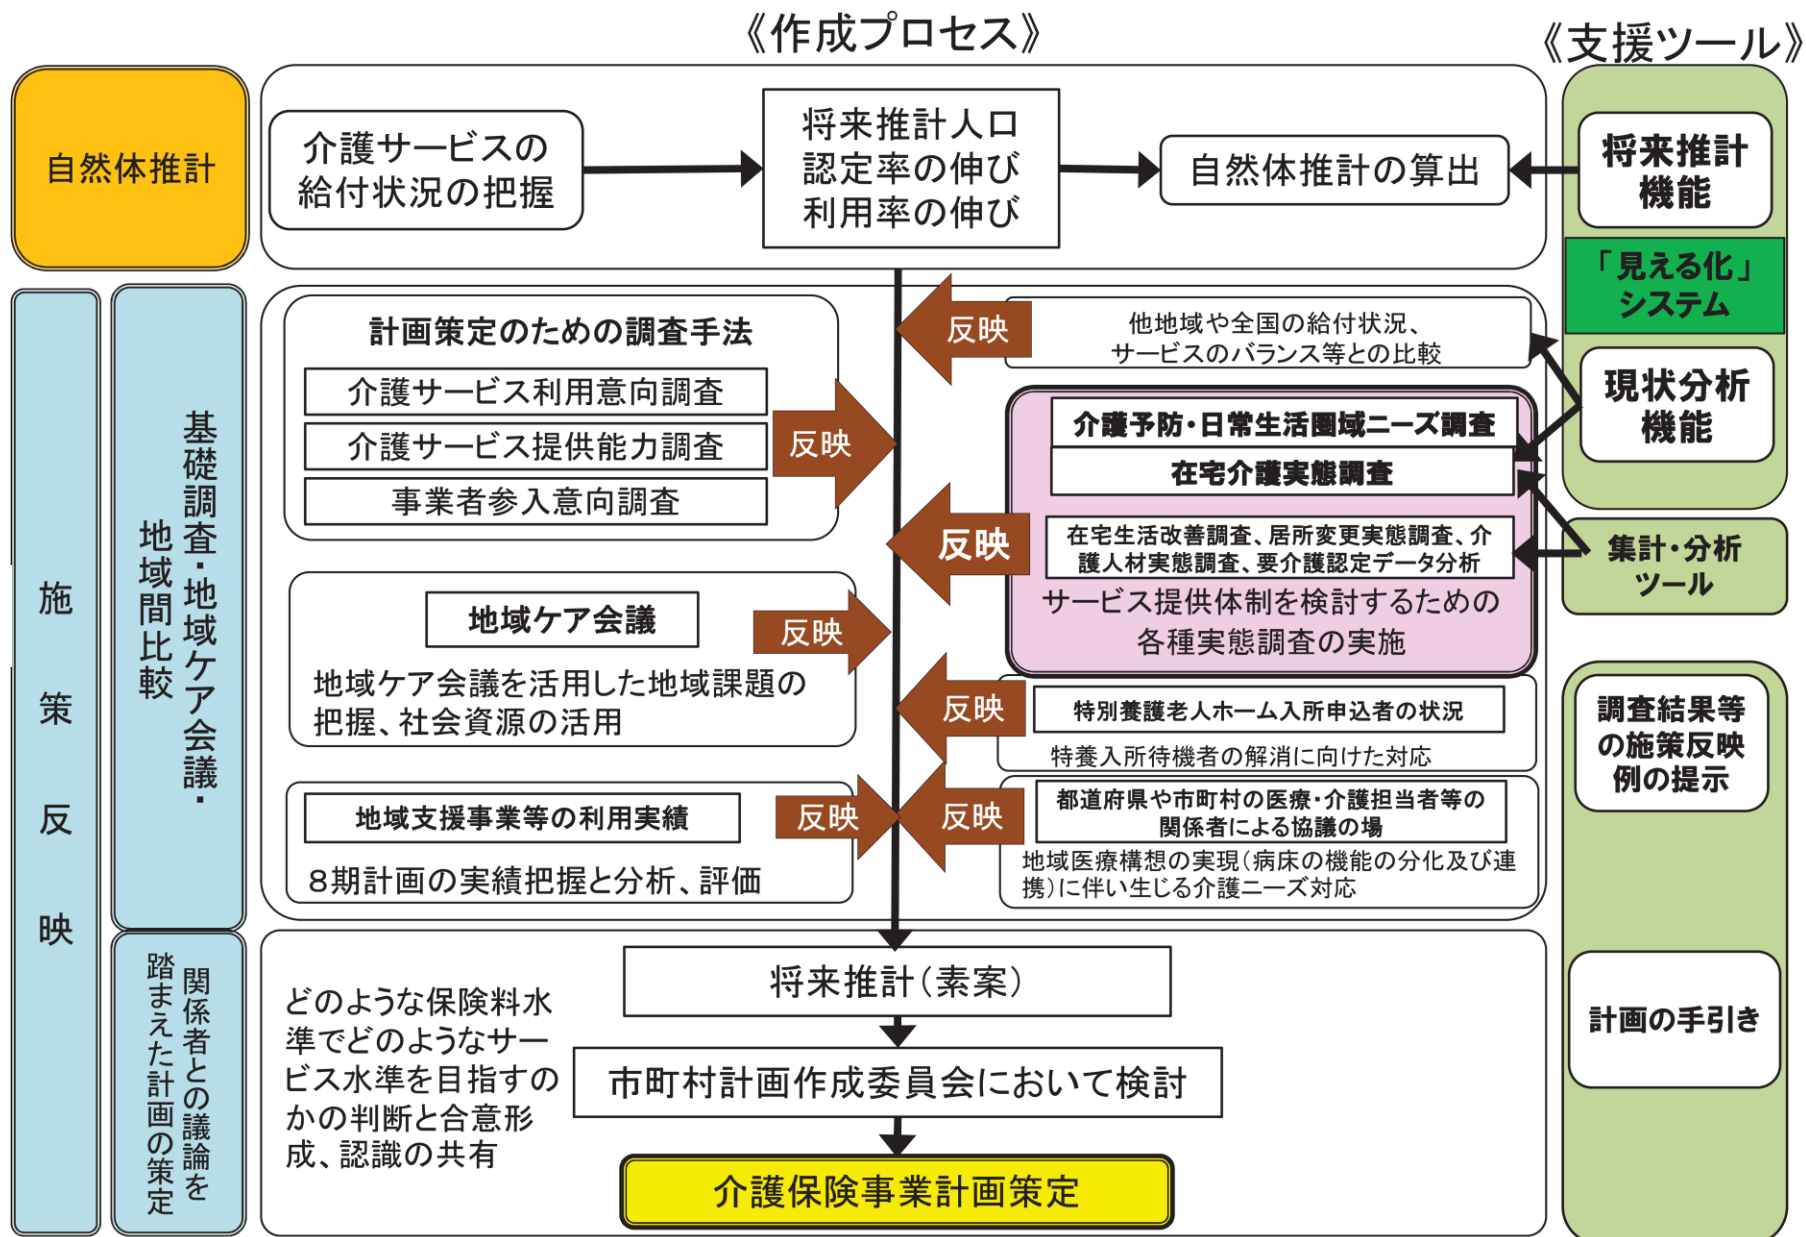 《作成プロセス》
《支援ツール》
自然体推計
介護サービスの
給付状況の把握
将来推計人口
認定率の伸び
利用率の伸び
自然体推計の算出
将来推計
機能
「見える化」
システム
現状分析
機能
集計・分析
ツール
調査結果等
の施策反映
例の提示
計画の手引き
施策反映
基礎調査・地域ケア会議・
地域間比較
計画策定のための調査手法
介護サービス利用意向調査
介護サービス提供能力調査
事業者参入意向調査
反映
反映
他地域や全国の給付状況、
サービスのバランス等との比較
介護予防・日常生活圏域ニーズ調査
在宅介護実態調査
反映
在宅生活改善調査、居所変更実態調査、介
護人材実態調査、要介護認定データ分析
サービス提供体制を検討するための
各種実態調査の実施
地域ケア会議
反映
地域ケア会議を活用した地域課題の
把握、社会資源の活用
反映
特別養護老人ホーム入所申込者の状況
特養入所待機者の解消に向けた対応
地域支援事業等の利用実績
反映
8期計画の実績把握と分析、評価
反映
都道府県や市町村の医療・介護担当者等の
関係者による協議の場
地域医療構想の実現(病床の機能の分化及び連
携)に伴い生じる介護ニーズ対応
関係者との議論を
踏まえた計画の策定
どのような保険料水
準でどのようなサー
ビス水準を目指すの
かの判断と合意形
成、認識の共有
将来推計(素案)
市町村計画作成委員会において検討
介護保険事業計画策定